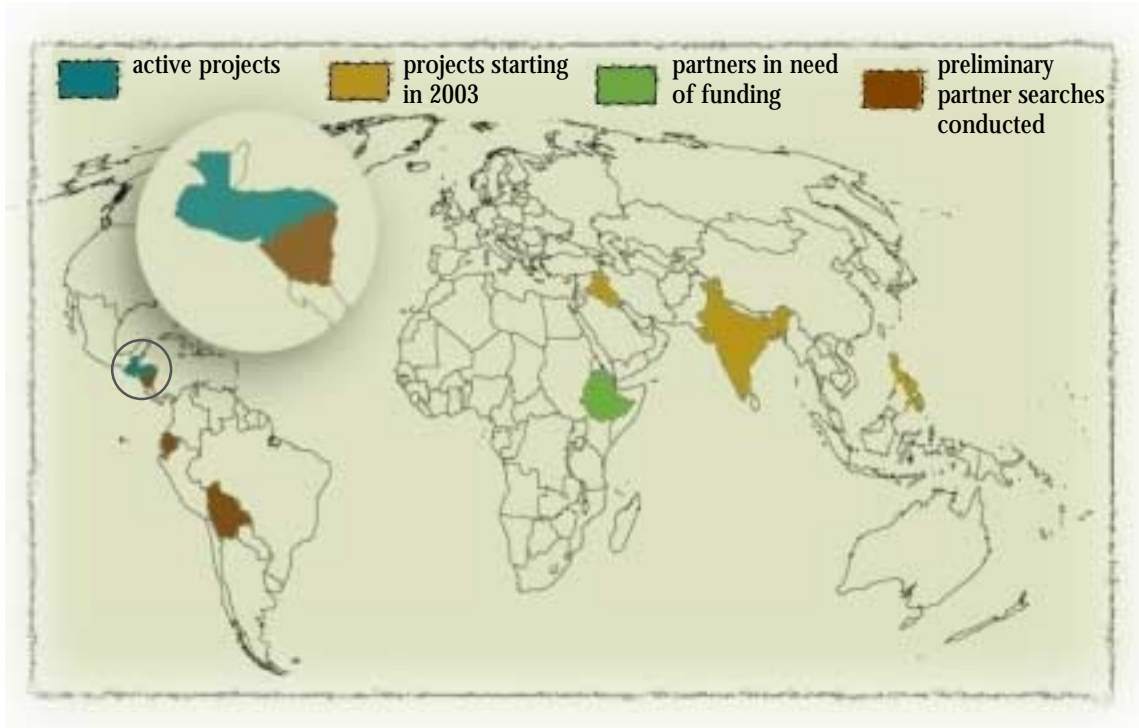 active projects
projects starting
in 2003
partners in need
of funding
preliminary
partner searches
conducted